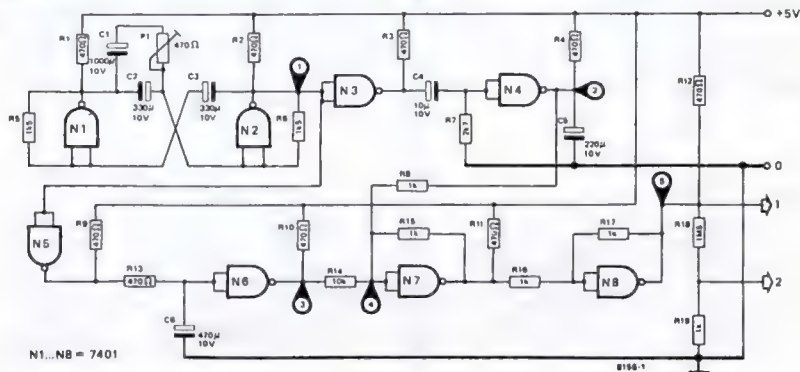 +5V
R1
470Ω
C1
1000µ
10V
P1
470Ω
R2
470Ω
R3
470Ω
R4
470Ω
R12
470Ω
C2
330µ
10V
C3
330µ
10V
1
N3
C4
10µ
10V
N4
2
R5
1k5
N1
N2
R6
1k5
R7
2k7
C5
220µ
10V
0
R8
1k
5
1
N5
R9
470Ω
R10
470Ω
R15
1k
R11
470Ω
R17
1k
R18
1M5
R13
470Ω
N6
R14
10k
N7
R16
1k
N8
2
3
4
C6
470µ
10V
R19
1k
N1...N8 = 7401
8156-1